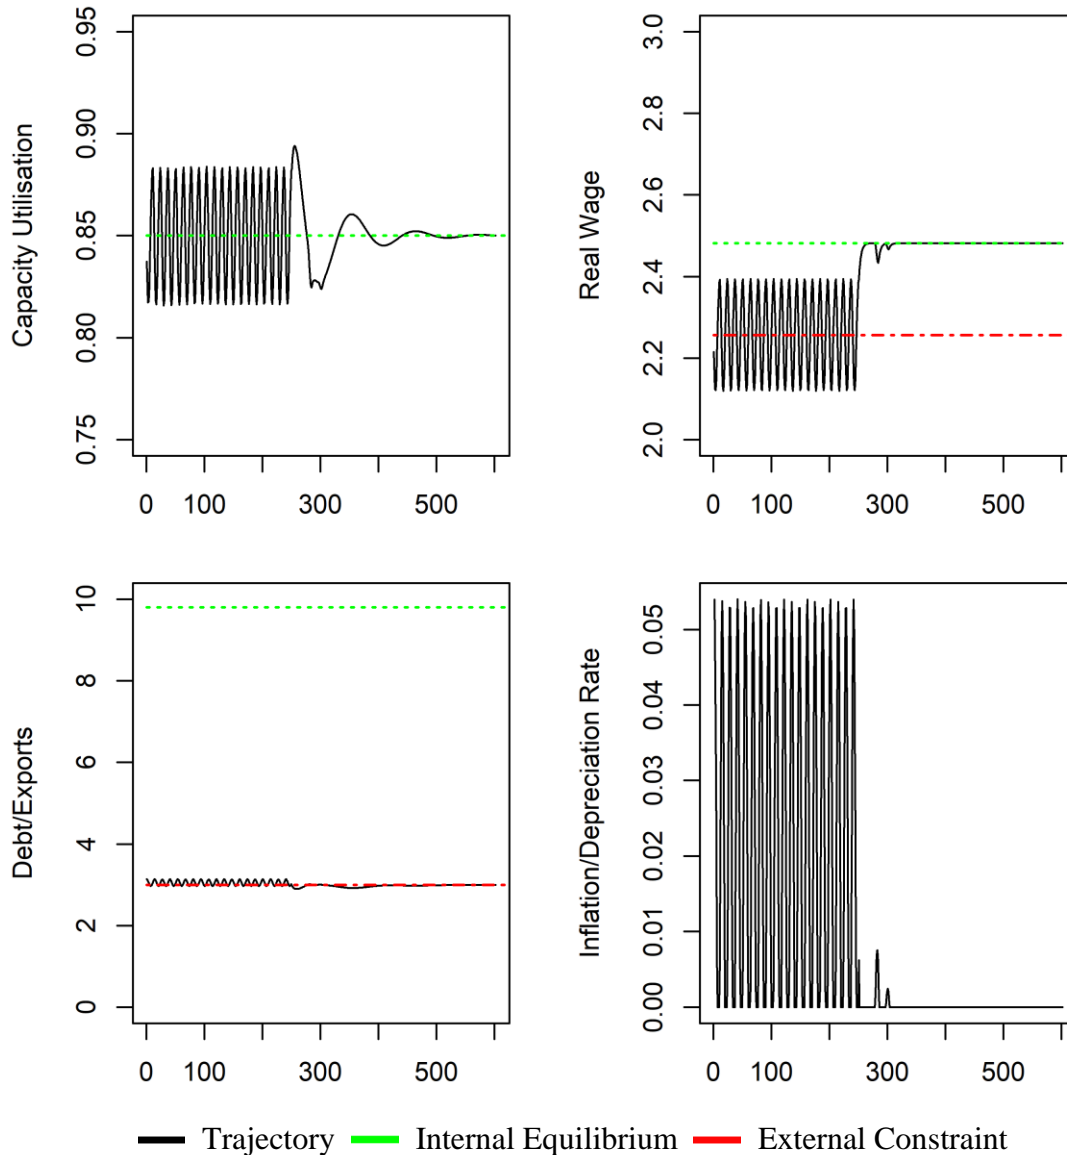 Capacity Utilisation
0.95
0.90
0.85
0.80
0.75
0 100 300 500
Real Wage
3.0
2.8
2.6
2.4
2.2
2.0
0 100 300 500
Debt/Exports
10
8
6
4
2
0
0 100 300 500
Inflation/Depreciation Rate
0.05
0.04
0.03
0.02
0.01
0.00
0 100 300 500
Trajectory Internal Equilibrium External Constraint